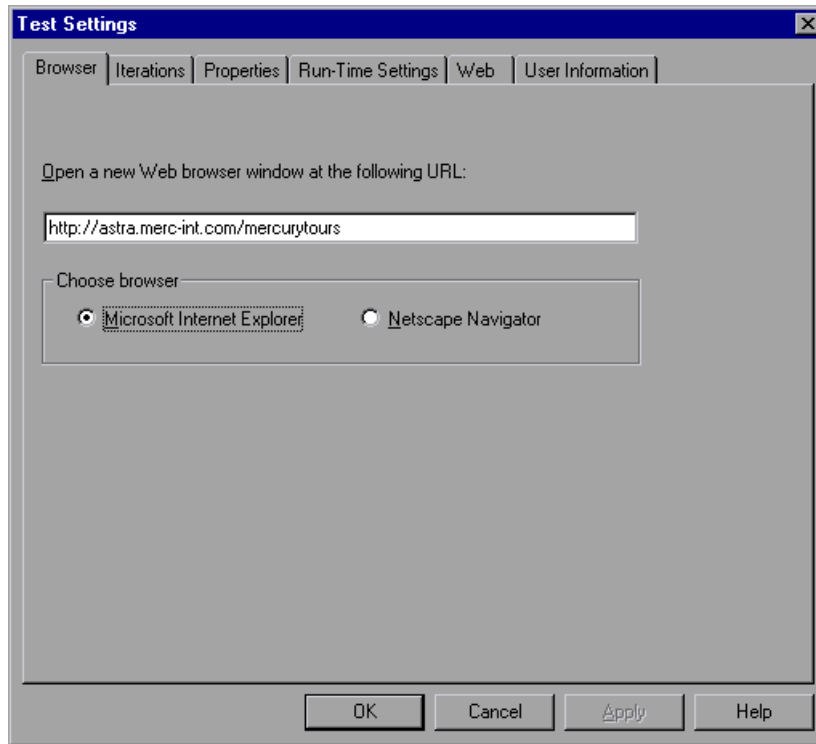 Test Settings
Browser Iterations Properties Run-Time Settings Web User Information
Open a new Web browser window at the following URL:
http://astra.merc-int.com/mercurytours
Choose browser
Microsoft Internet Explorer Netscape Navigator
OK Cancel Apply Help